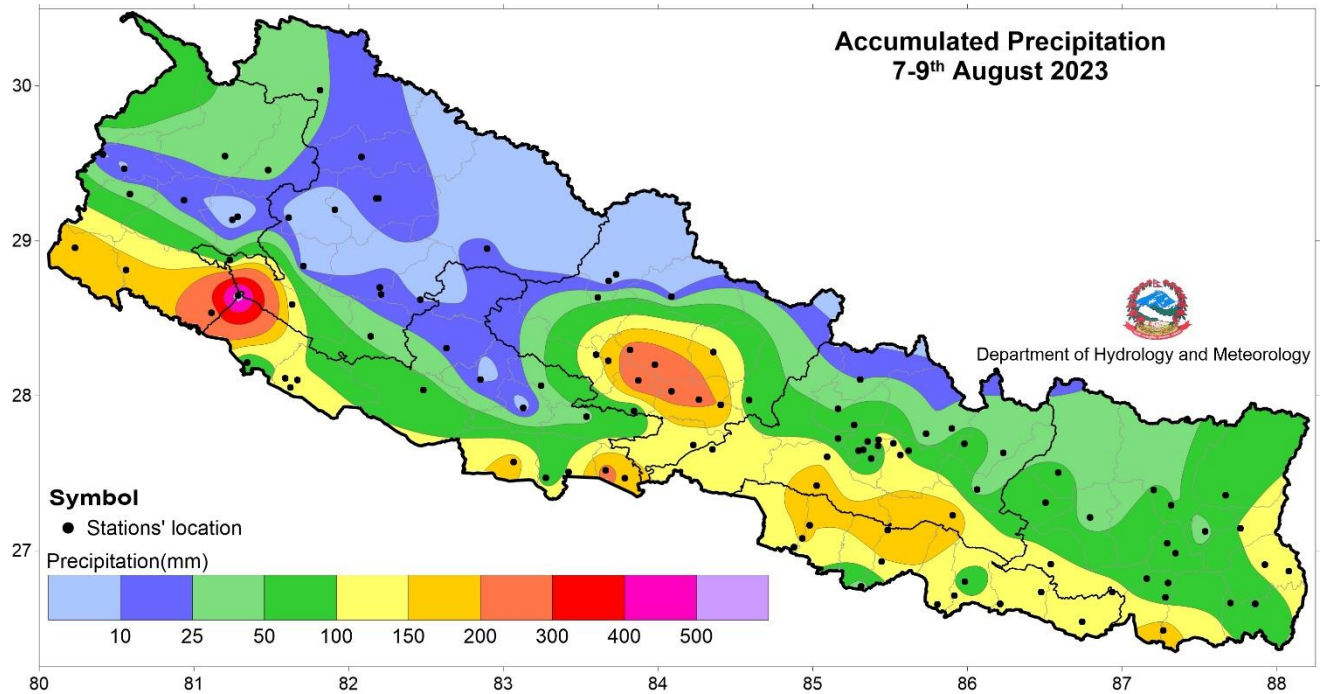 Accumulated Precipitation
7-9th August 2023
30
29
28
27
Department of Hydrology and Meteorology
Symbol
Stations' location
Precipitation(mm)
10 25 50 100 150 200 300 400 500
80 81 82 83 84 85 86 87 88